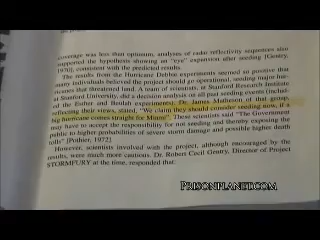 coverage was less than optimum, analyses of radar reflectivity sequences also
supported the hypothesis showing an "eye" expansion after seeding [Gentry,
1970], consistent with the predicted results.
The results from the Hurricane Debbie experiments seemed so positive that
many individuals believed the project should go operational, seeding major hur-
ricanes that threatened land. A team of scientists, at
Stanford University, did a decision analysis on all past seeding events (includ-
ed the Esther and Beulah experiments). Dr. James Matheson of that group,
reflecting their views, stated, "We claim they should consider seeding now, if a
big hurricane comes straight for Miami". These scientists said "The Government
may have to accept the responsibility for not seeding and thereby exposing the
public to higher probabilities of severe storm damage and possible higher death
tolls" [Pothier, 1972].
However, scientists involved with the project, although encouraged by the
results, were much more cautious. Dr. Robert Cecil Gentry, Director of Project
STORMFURY at the time, responded that,
PRISONPLANET.COM